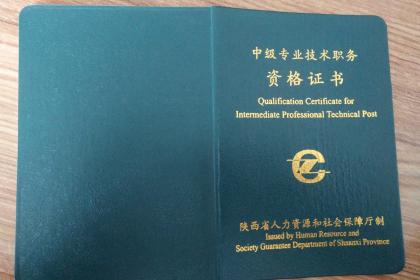 中级专业技术职务
资格证书
Qualification Certificate for
Intermediate Professional Technical Post
陕西省人力资源和社会保障厅制
Issued by Human Resource and
Society Guarantee Department of Shaanxi Province